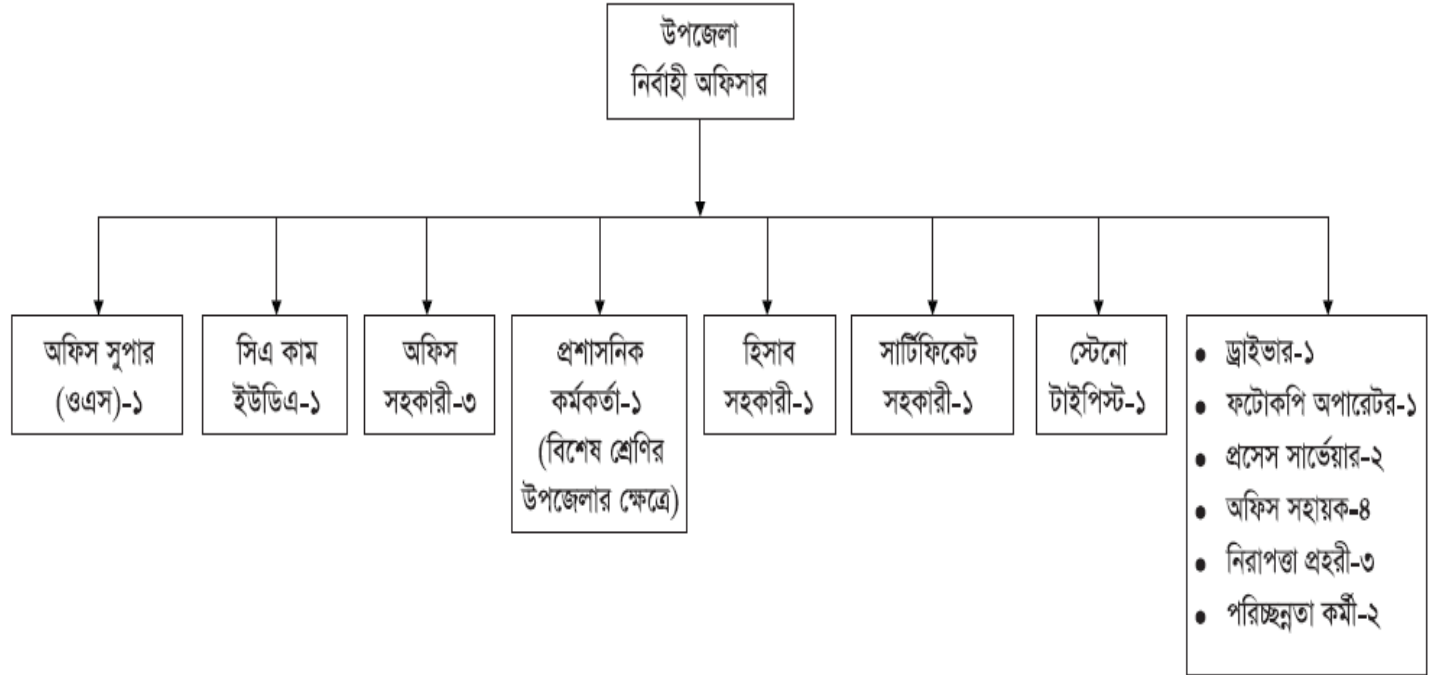 উপজেলা
নির্বাহী অফিসার
অফিস সুপার
(ওএস)-১
সিএ কাম
ইউডিএ-১
অফিস
সহকারী-৩
প্রশাসনিক
কর্মকর্তা-১
(বিশেষ শ্রেণির
উপজেলার ক্ষেত্রে)
হিসাব
সহকারী-১
সার্টিফিকেট
সহকারী-১
স্টেনো
টাইপিস্ট-১
• ড্রাইভার-১
• ফটোকপি অপারেটর-১
• প্রসেস সার্ভেয়ার-২
• অফিস সহায়ক-৪
• নিরাপত্তা প্রহরী-৩
• পরিচ্ছন্নতা কর্মী-২